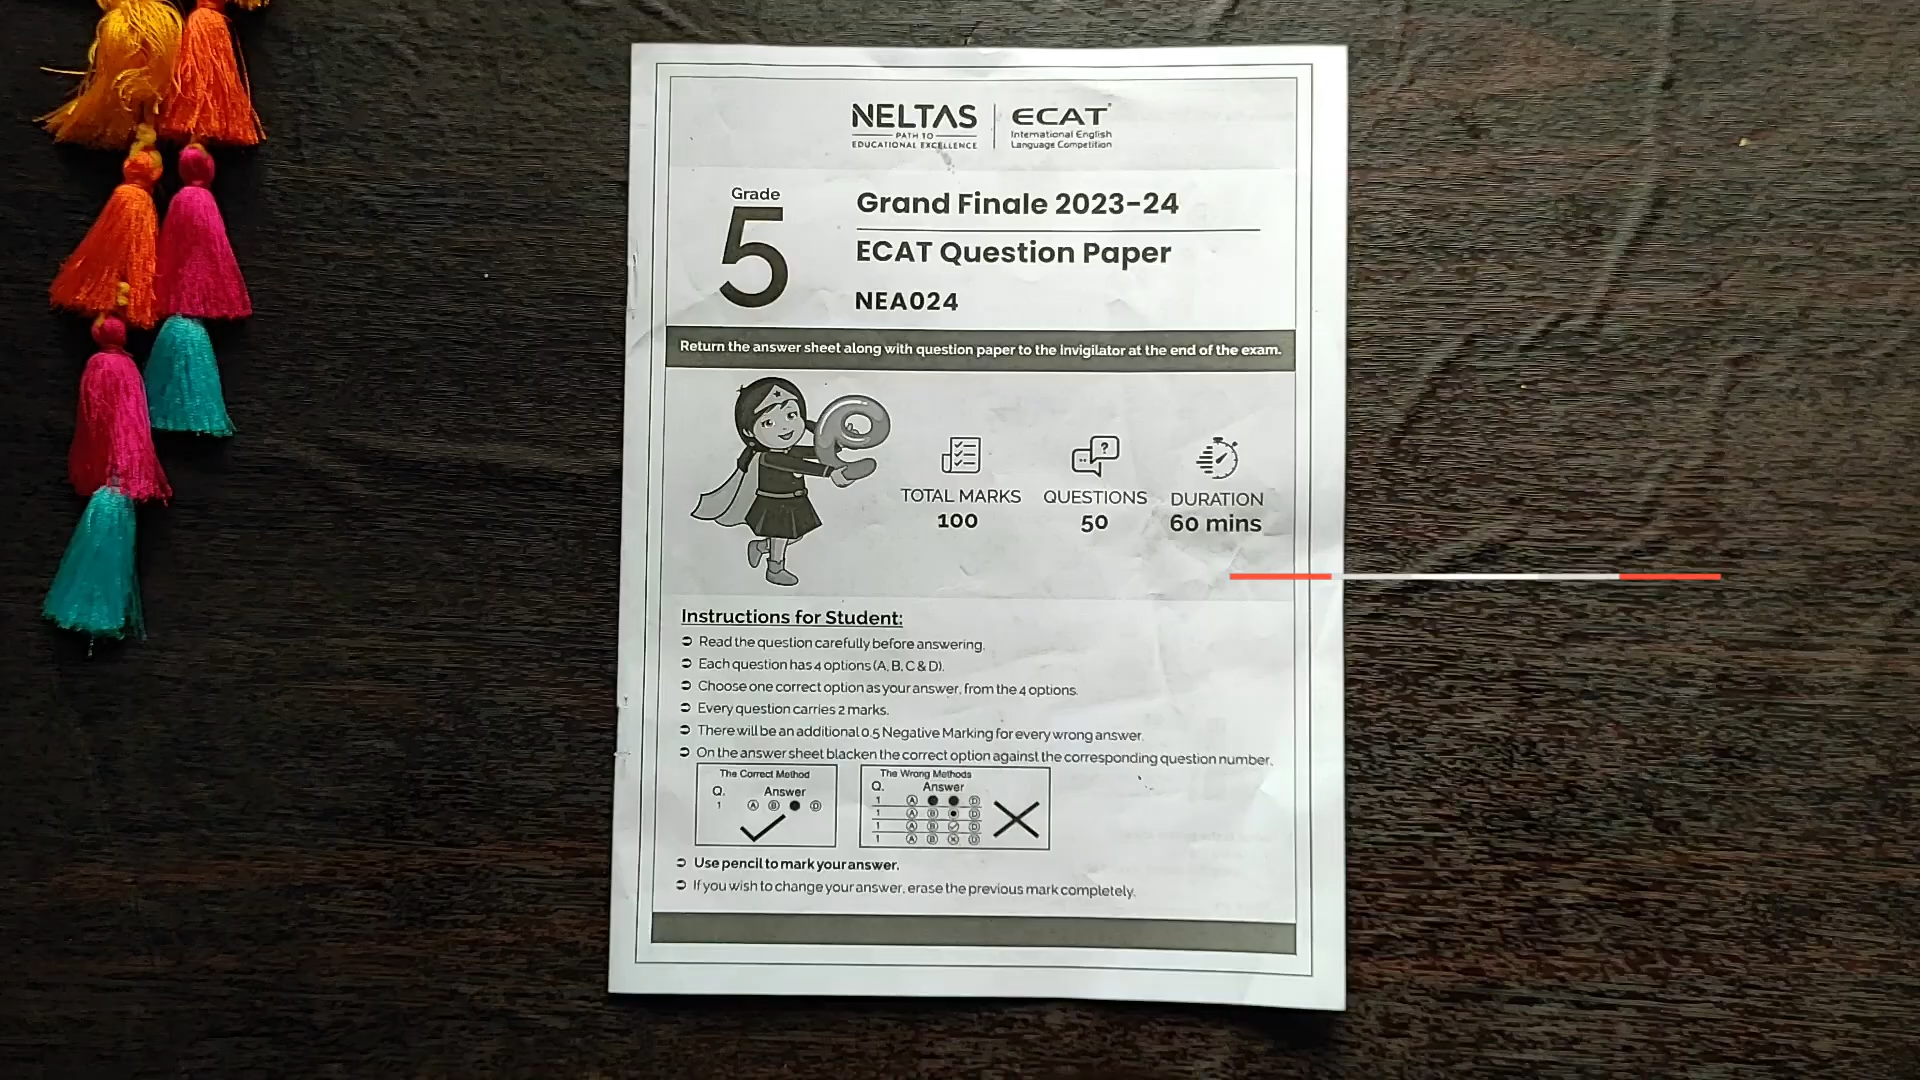 NELTAS
PATH TO
EDUCATIONAL EXCELLENCE
ECAT
International English
Language Competition
Grade
5
Grand Finale 2023-24
ECAT Question Paper
NEA024
Return the answer sheet along with question paper to the Invigilator at the end of the exam.
TOTAL MARKS
100
QUESTIONS
50
DURATION
60 mins
Instructions for Student:
Read the question carefully before answering.
Each question has 4 options (A, B, C & D).
Choose one correct option as your answer, from the 4 options.
Every question carries 2 marks.
There will be an additional 0.5 Negative Marking for every wrong answer.
On the answer sheet blacken the correct option against the corresponding question number.
The Correct Method
Q. Answer
1 A B D
The Wrong Methods
Q. Answer
1 A D
1 A B D
1 A B D
1 A B D
Use pencil to mark your answer.
If you wish to change your answer, erase the previous mark completely.